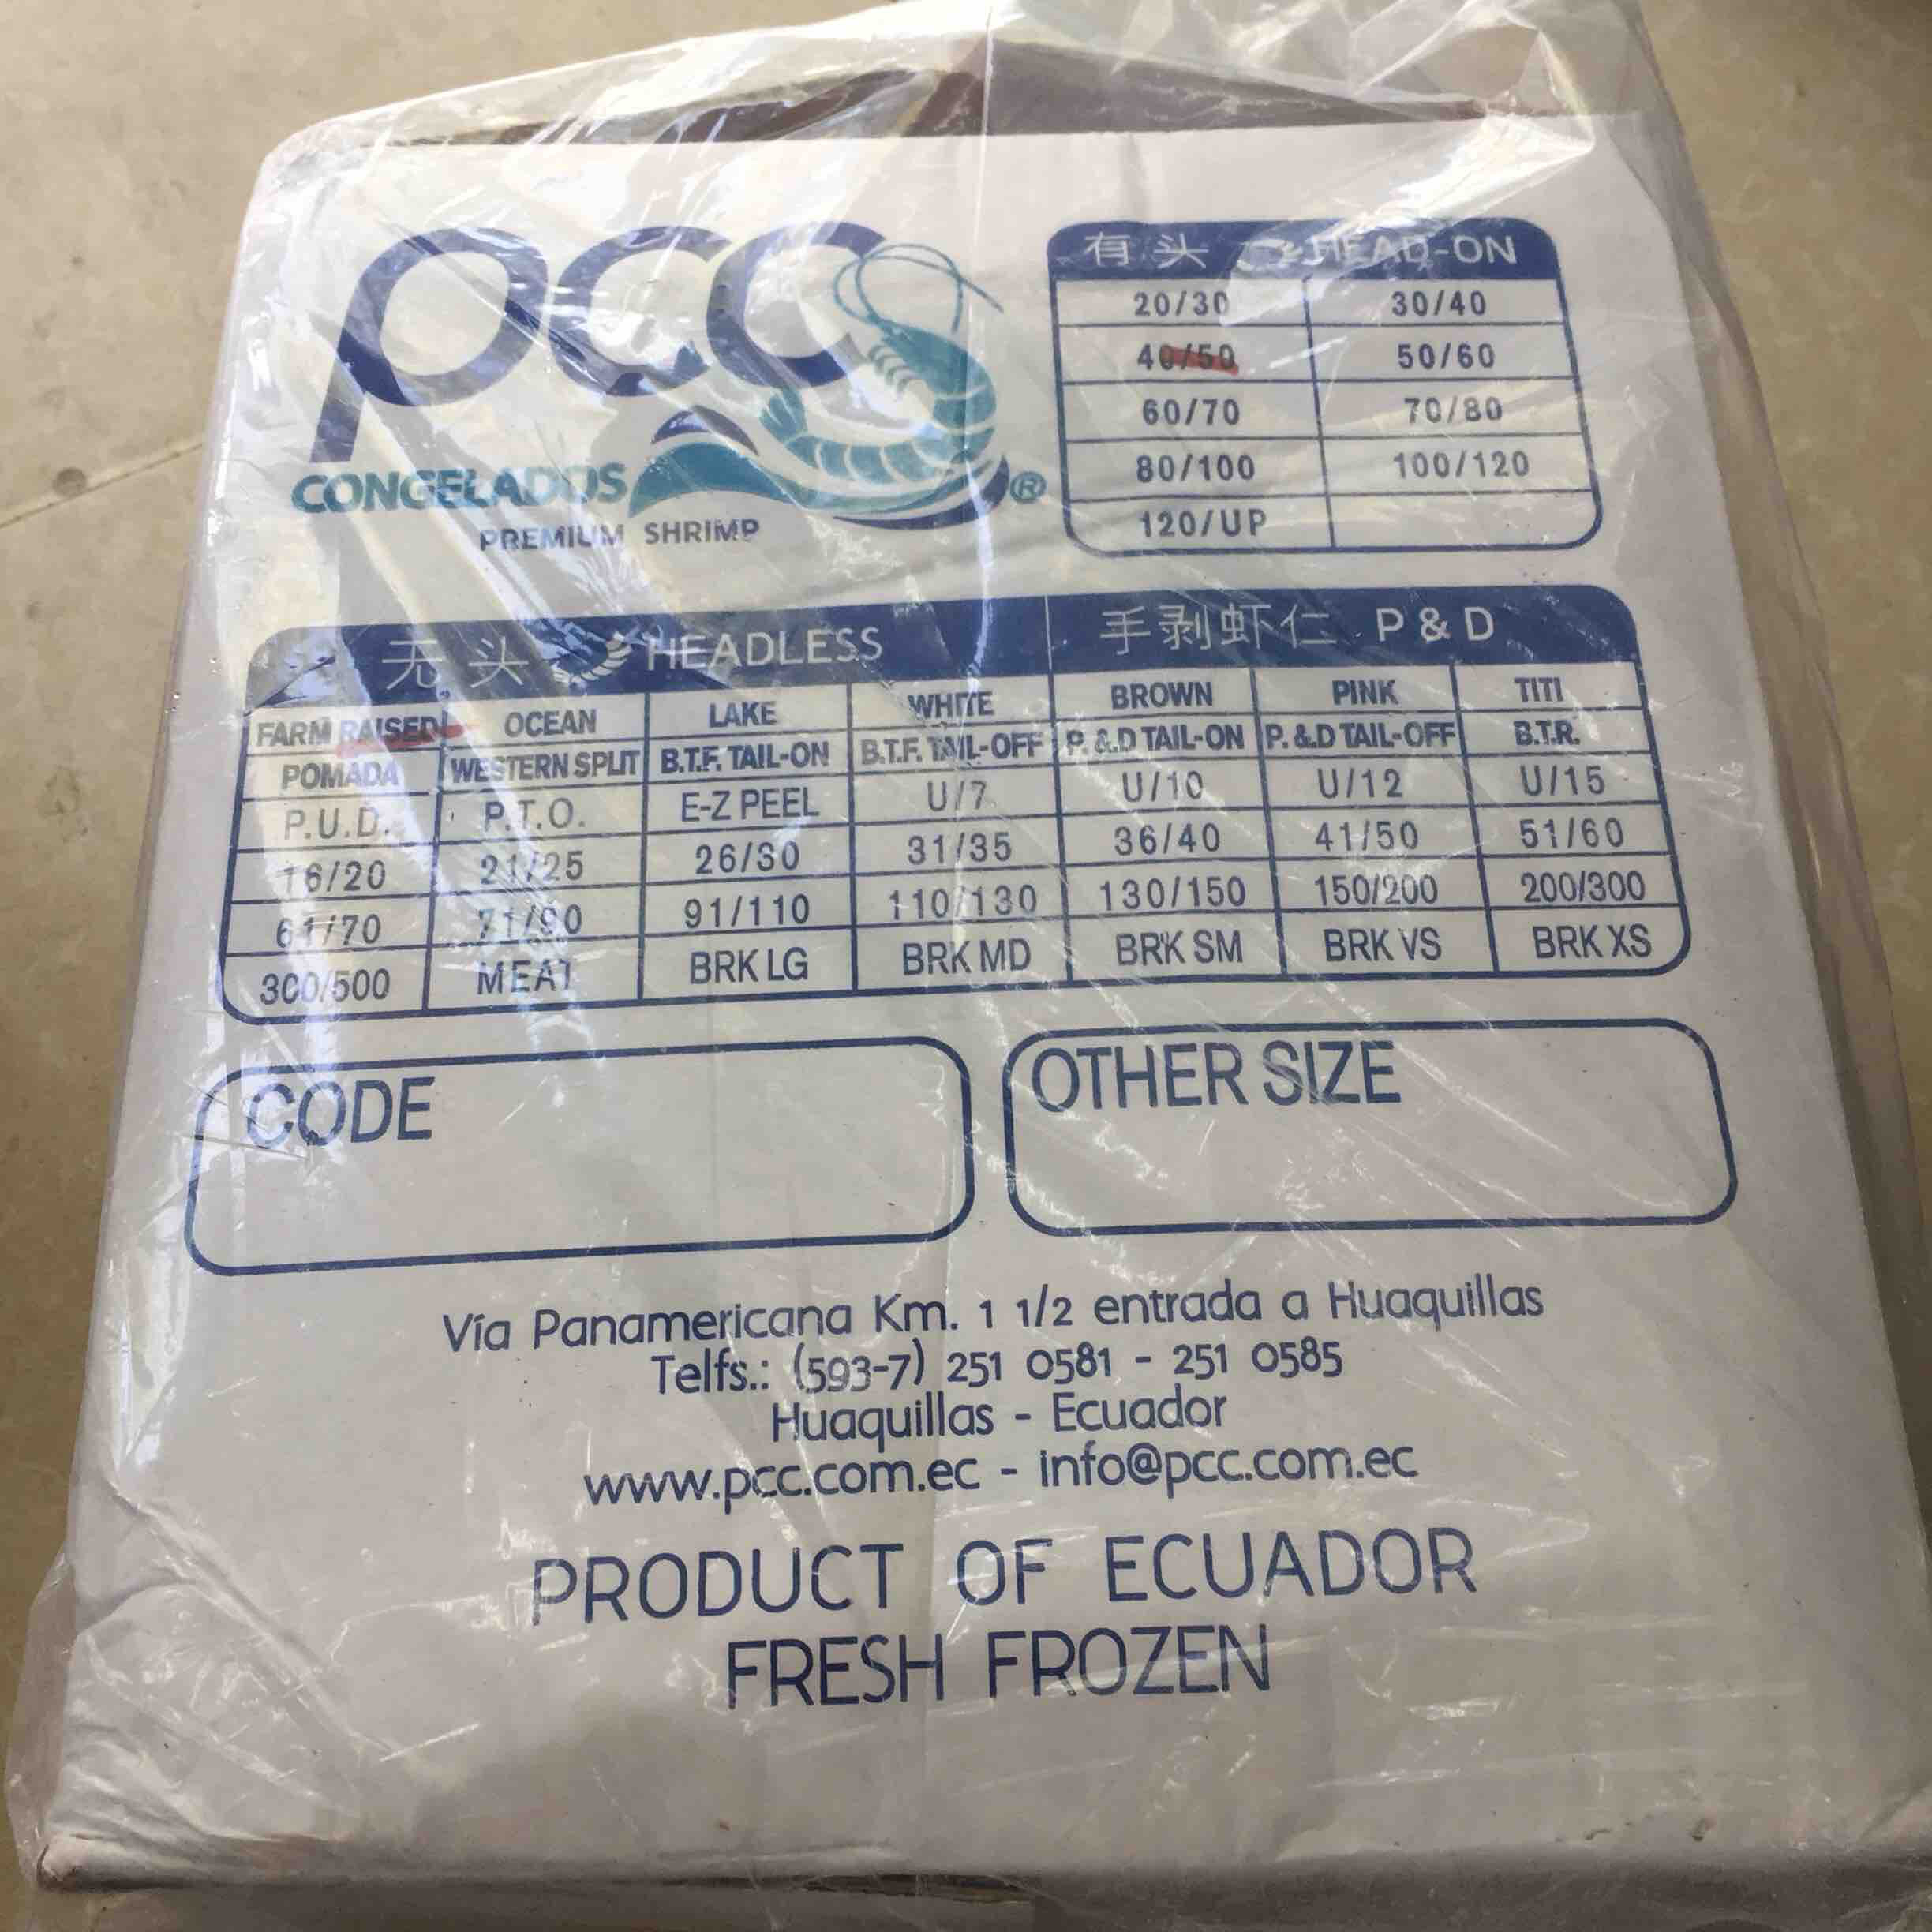 pcc
CONGELADOS ®
PREMIUM SHRIMP
有头 HEAD-ON
20/30 30/40
40/50 50/60
60/70 70/80
80/100 100/120
120/UP
无头 HEADLESS 手剥虾仁 P & D
FARM RAISED OCEAN LAKE WHITE BROWN PINK TITI
POMADA WESTERN SPLIT B.T.F. TAIL-ON B.T.F. TAIL-OFF P. &.D TAIL-ON P. &.D TAIL-OFF B.T.R.
P.U.D. P.T.O. E-Z PEEL U/7 U/10 U/12 U/15
16/20 21/25 26/30 31/35 36/40 41/50 51/60
61/70 71/90 91/110 110/130 130/150 150/200 200/300
300/500 MEAT BRK LG BRK MD BRK SM BRK VS BRK XS
CODE
OTHER SIZE
Vía Panamericana Km. 1 1/2 entrada a Huaquillas
Telfs.: (593-7) 251 0581 - 251 0585
Huaquillas - Ecuador
www.pcc.com.ec - info@pcc.com.ec
PRODUCT OF ECUADOR
FRESH FROZEN